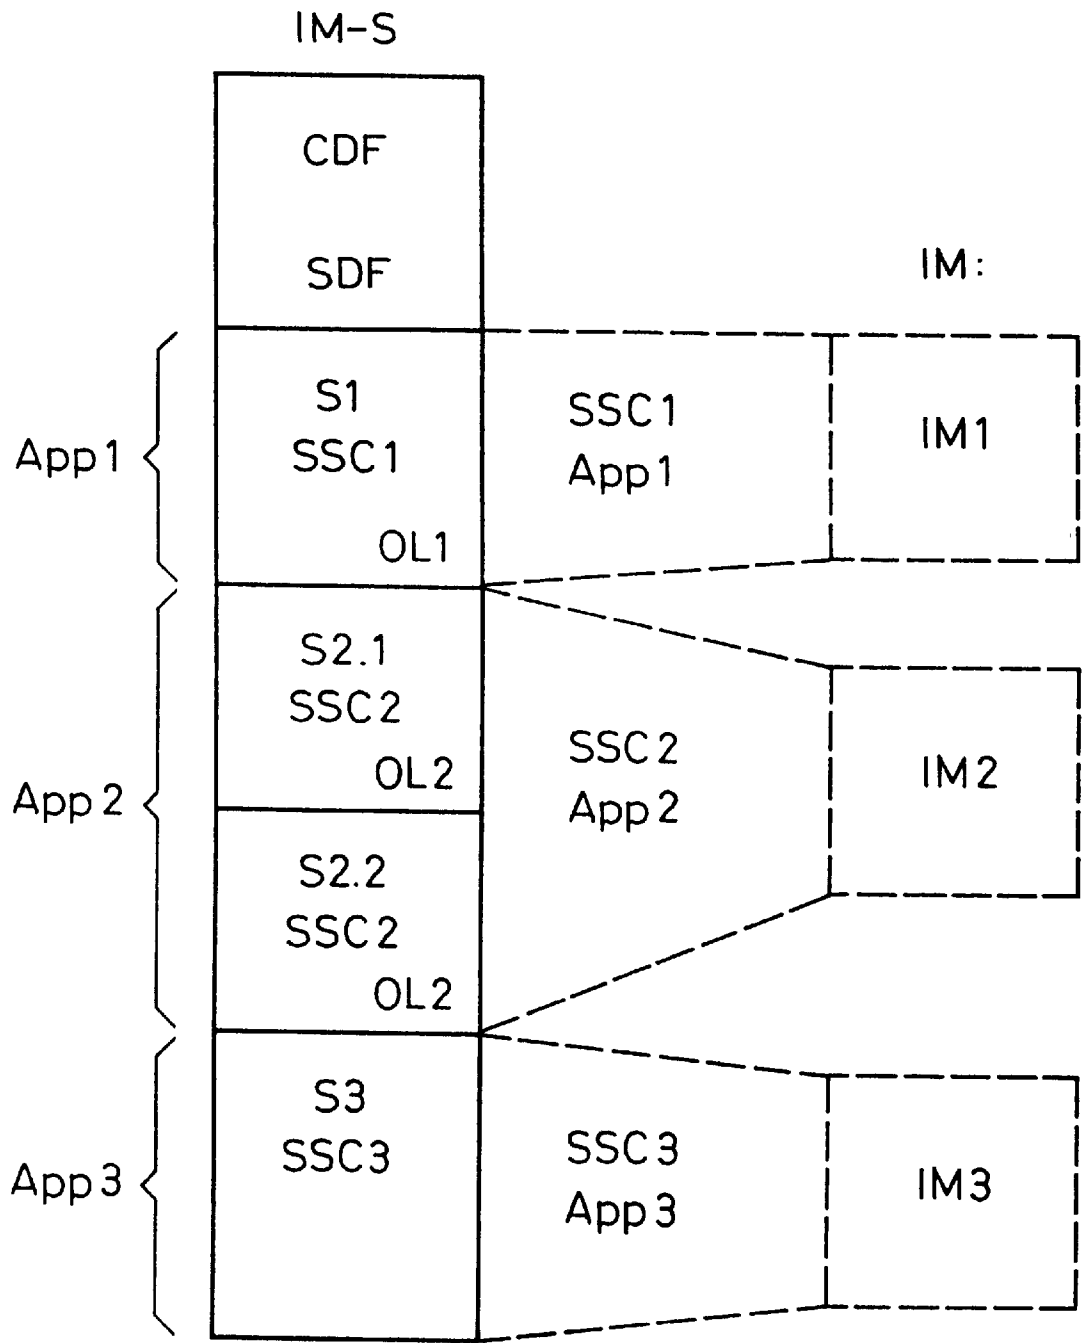 IM-S
CDF
SDF
IM:
App1
S1
SSC1
OL1
SSC1
App1
IM1
App2
S2.1
SSC2
OL2
S2.2
SSC2
OL2
SSC2
App2
IM2
App3
S3
SSC3
SSC3
App3
IM3